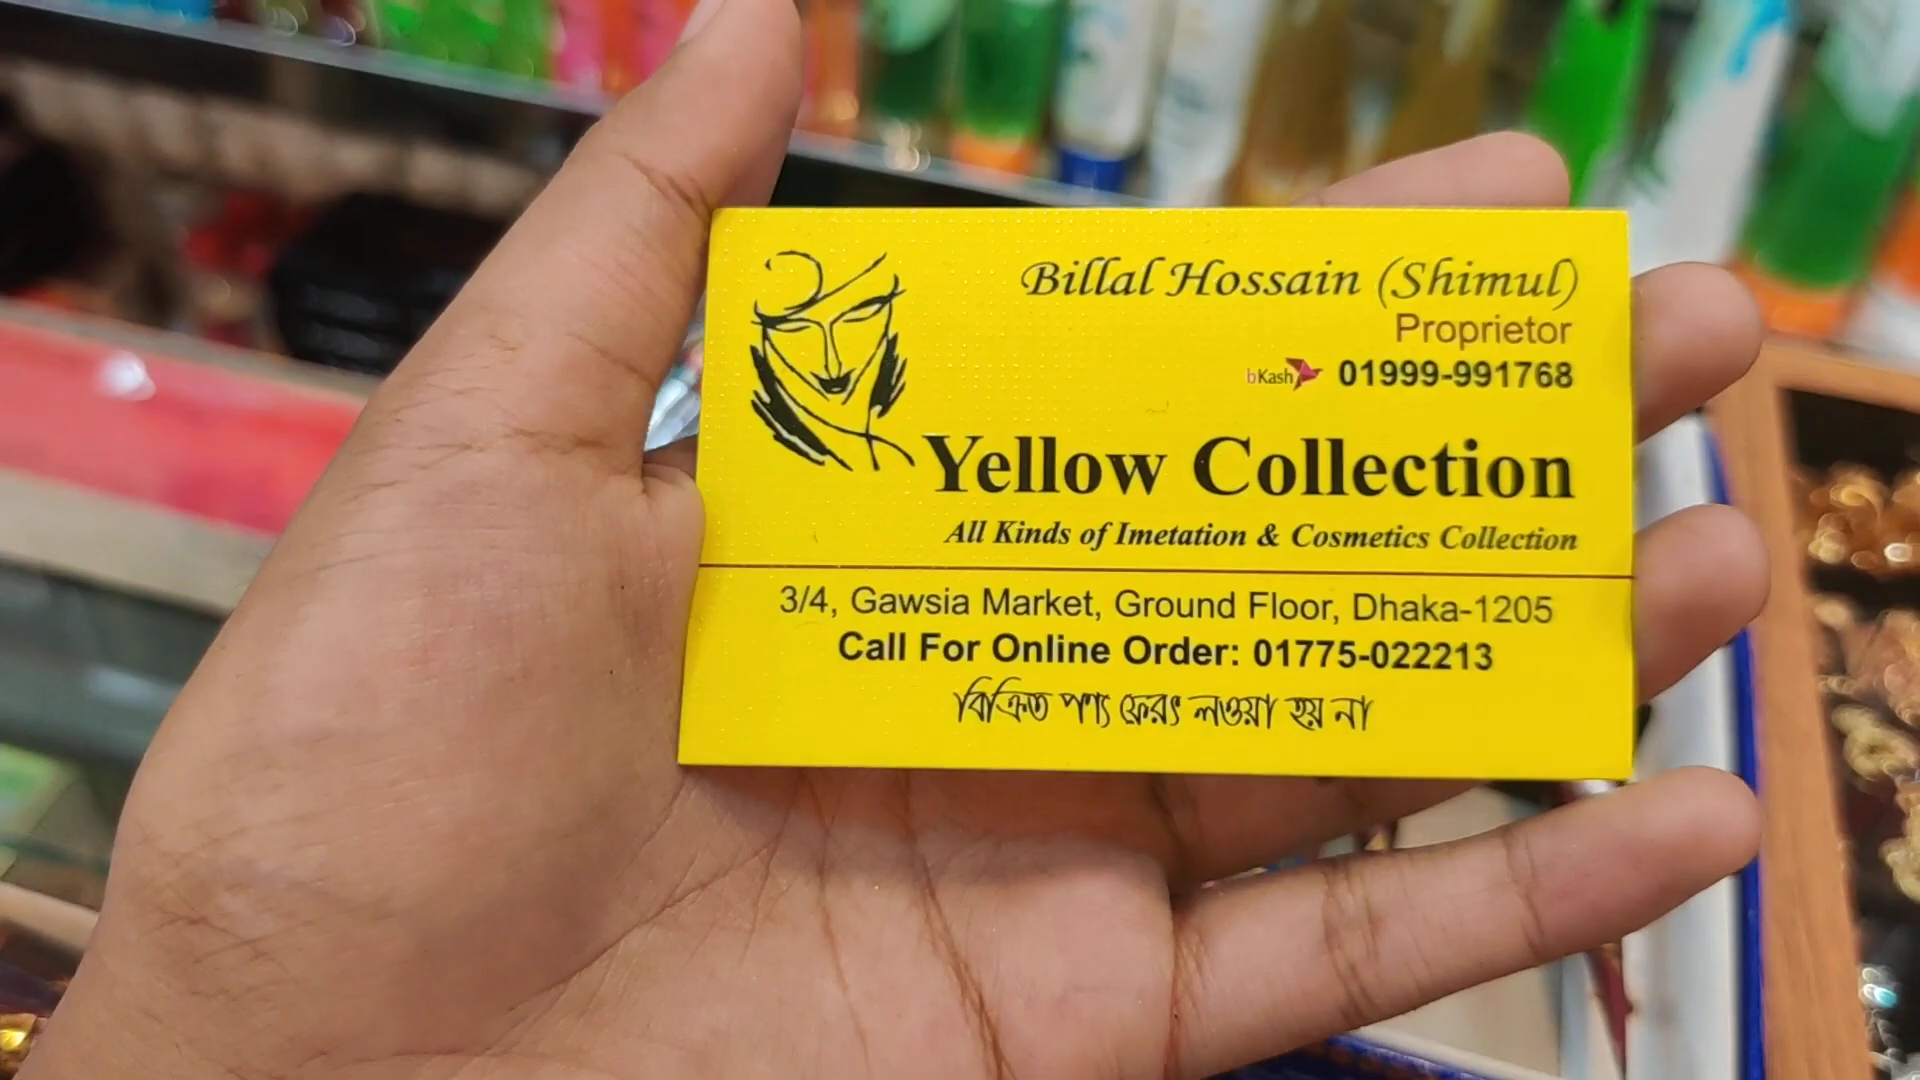 Billal Hossain (Shimul)
Proprietor
bKash 01999-991768
Yellow Collection
All Kinds of Imetation & Cosmetics Collection
3/4, Gawsia Market, Ground Floor, Dhaka-1205
Call For Online Order: 01775-022213
বিক্রিত পণ্য ফেরৎ লওয়া হয় না